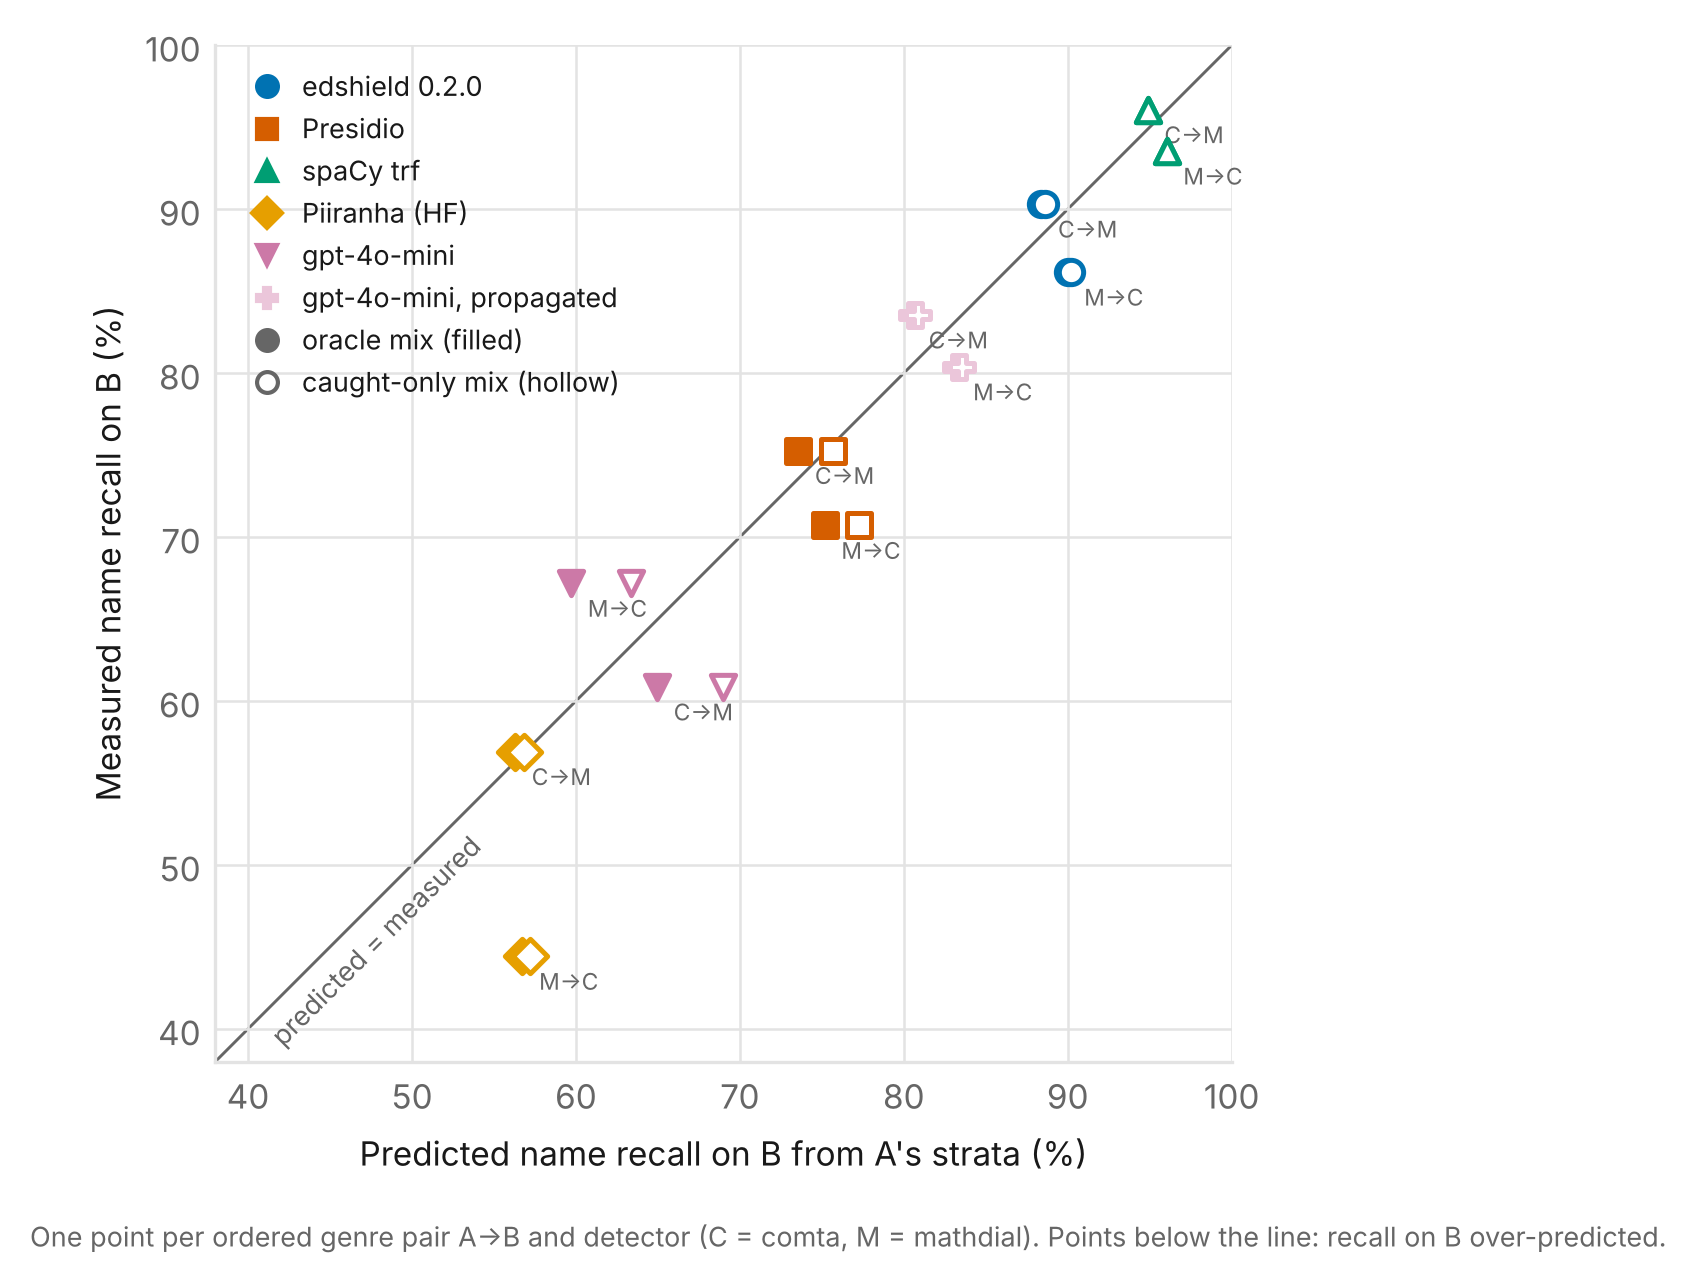 100
90
80
70
60
50
40
Measured name recall on B (%)
edshield 0.2.0
Presidio
spaCy trf
Piiranha (HF)
gpt-4o-mini
gpt-4o-mini, propagated
oracle mix (filled)
caught-only mix (hollow)
C→M
M→C
C→M
M→C
C→M
M→C
C→M
M→C
M→C
C→M
C→M
M→C
predicted = measured
40 50 60 70 80 90 100
Predicted name recall on B from A's strata (%)
One point per ordered genre pair A→B and detector (C = comta, M = mathdial). Points below the line: recall on B over-predicted.